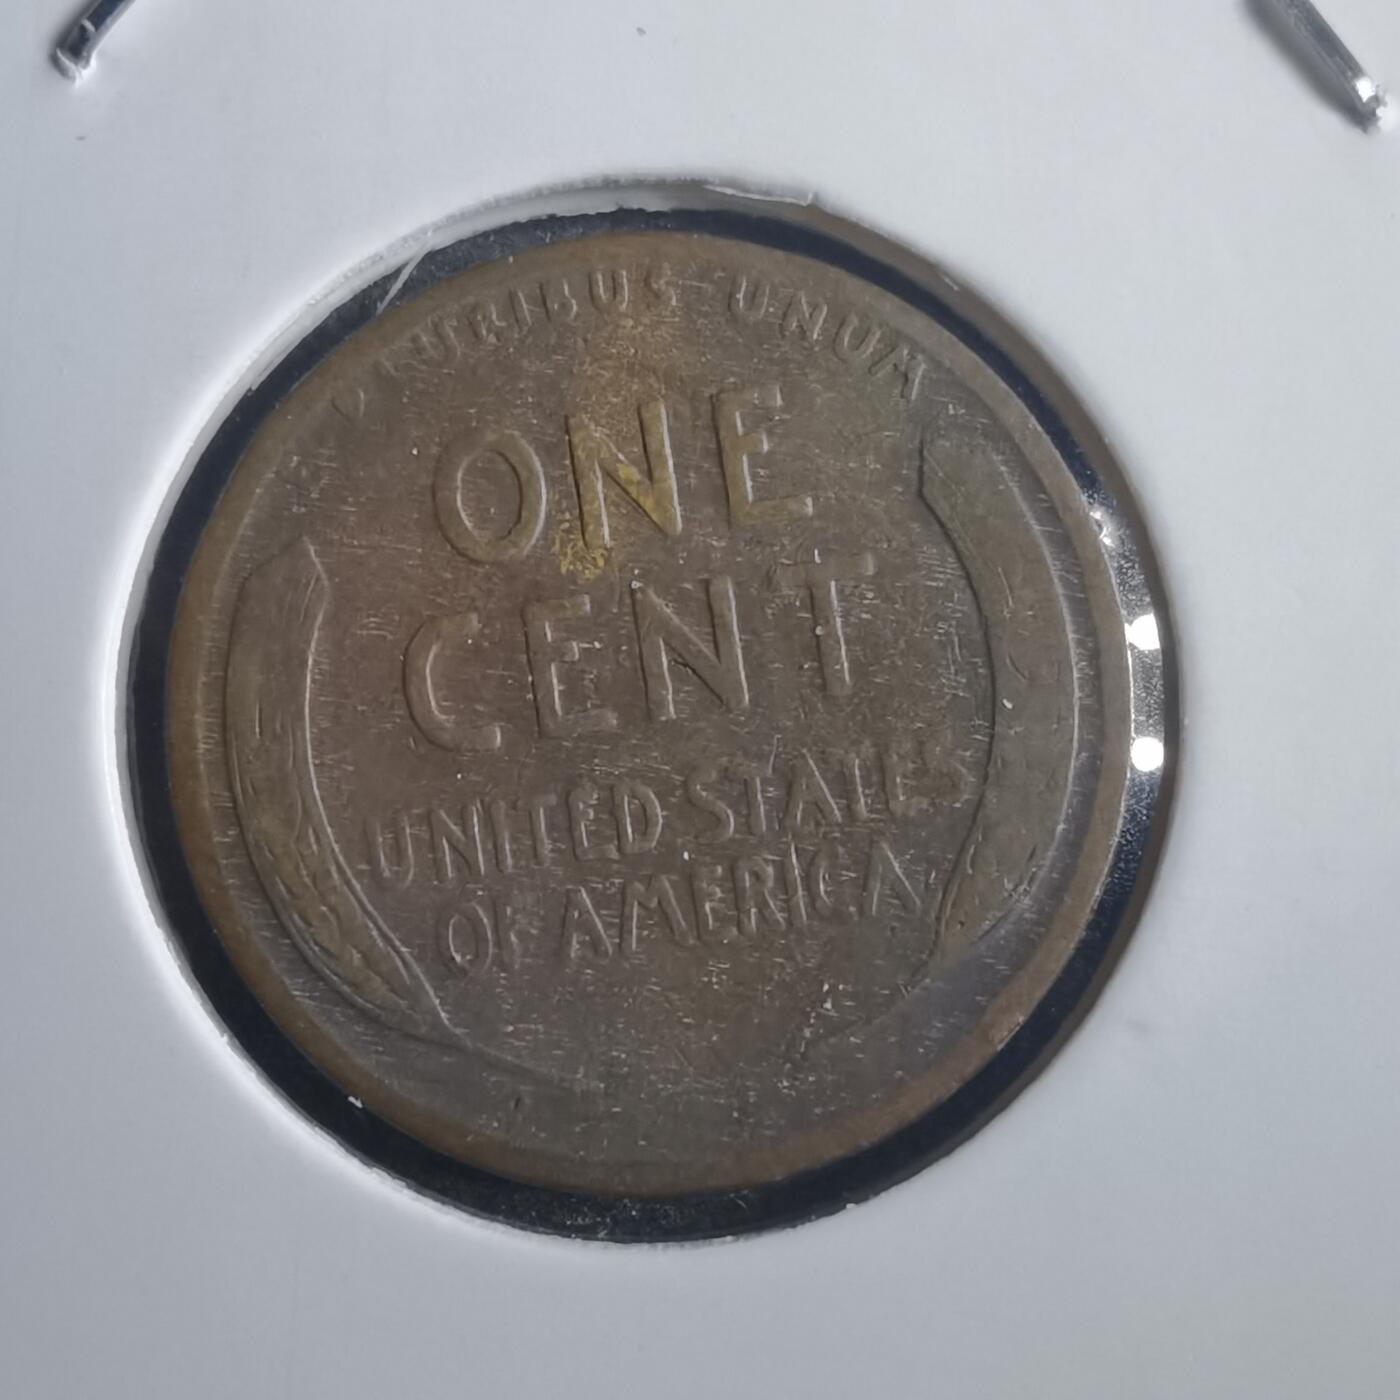 PLURIBUS UNUM
ONE
CENT
UNITED STATES
OF AMERICA